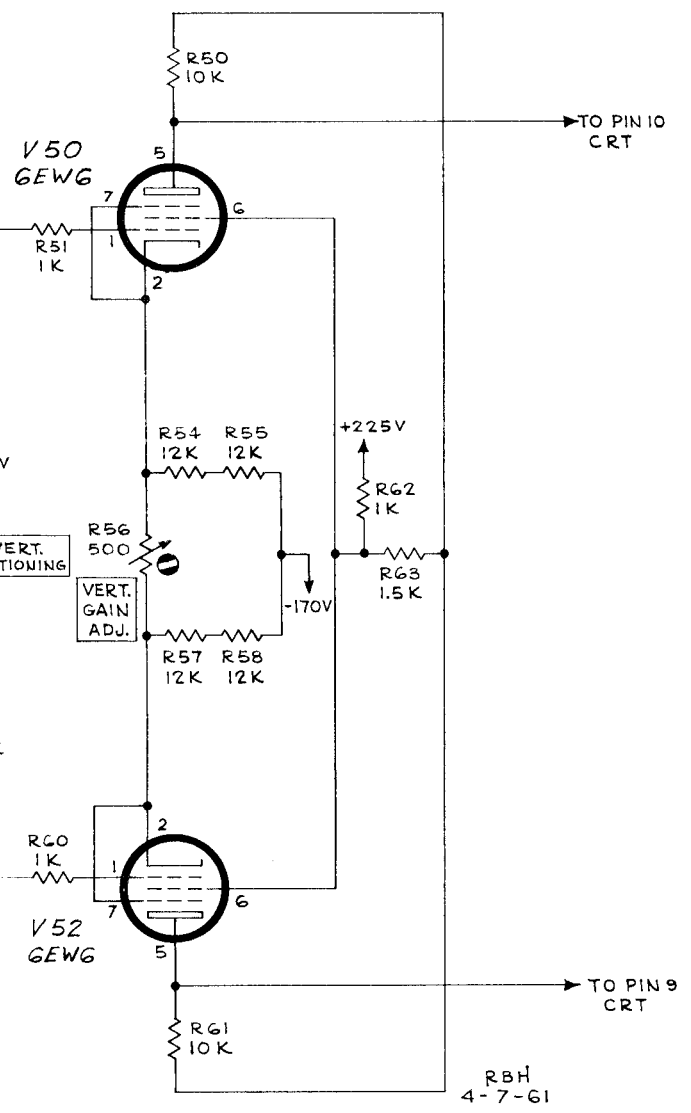 R50
10K
TO PIN 10
CRT
5
V50
6EW6
7
6
R51
1K
1
2
R54
12K
R55
12K
+225V
V
R62
1K
R56
500
VERT.
TIONING
VERT.
GAIN
ADJ.
R63
1.5K
-170V
R57
12K
R58
12K
2
R60
1K
1
7
6
V52
6EW6
5
TO PIN 9
CRT
R61
10K
RBH
4-7-61